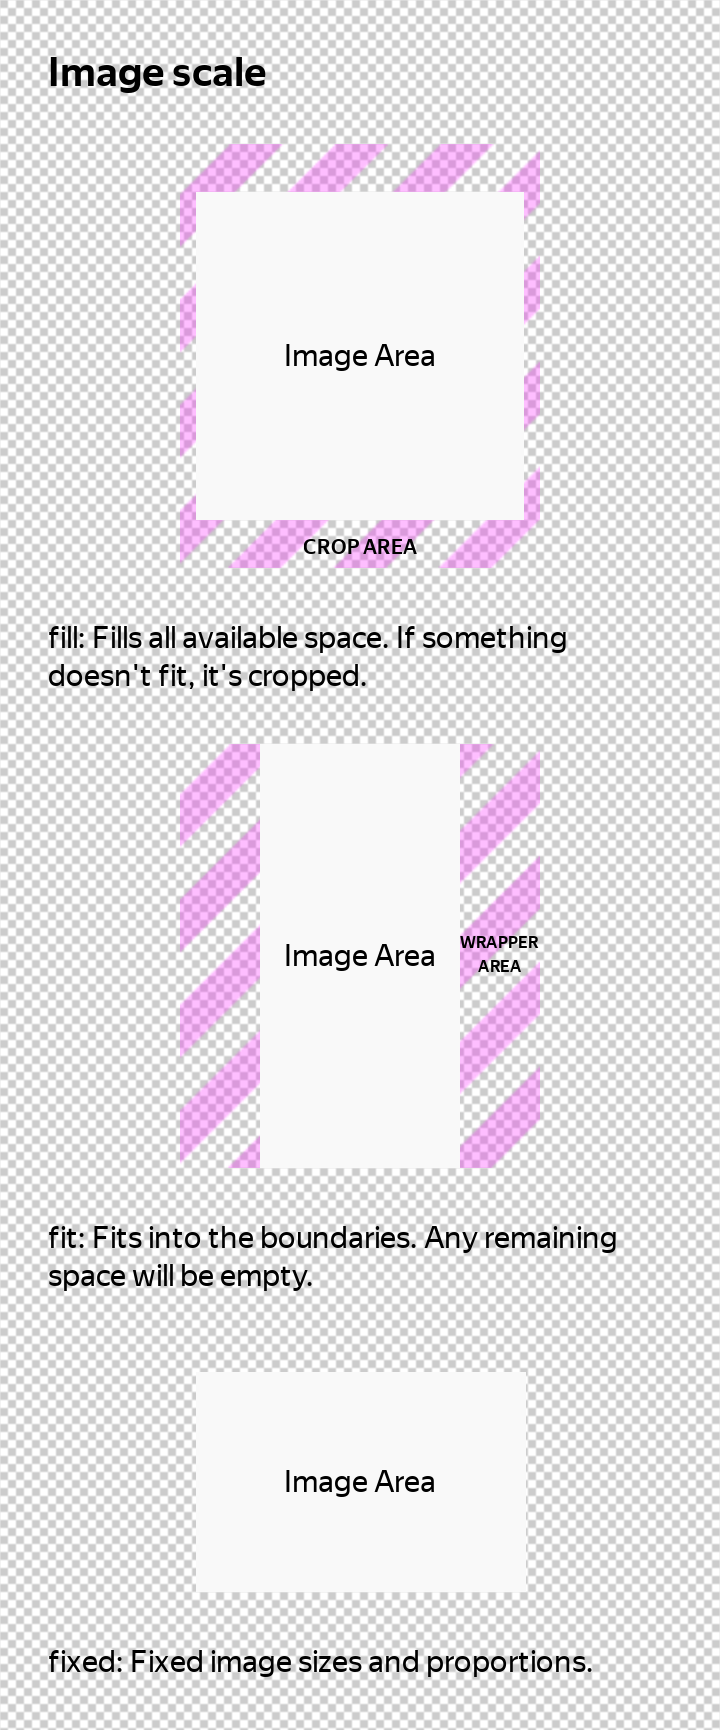 Image scale
Image Area
CROP AREA
fill: Fills all available space. If something
doesn't fit, it's cropped.
Image Area
WRAPPER
AREA
fit: Fits into the boundaries. Any remaining
space will be empty.
Image Area
fixed: Fixed image sizes and proportions.